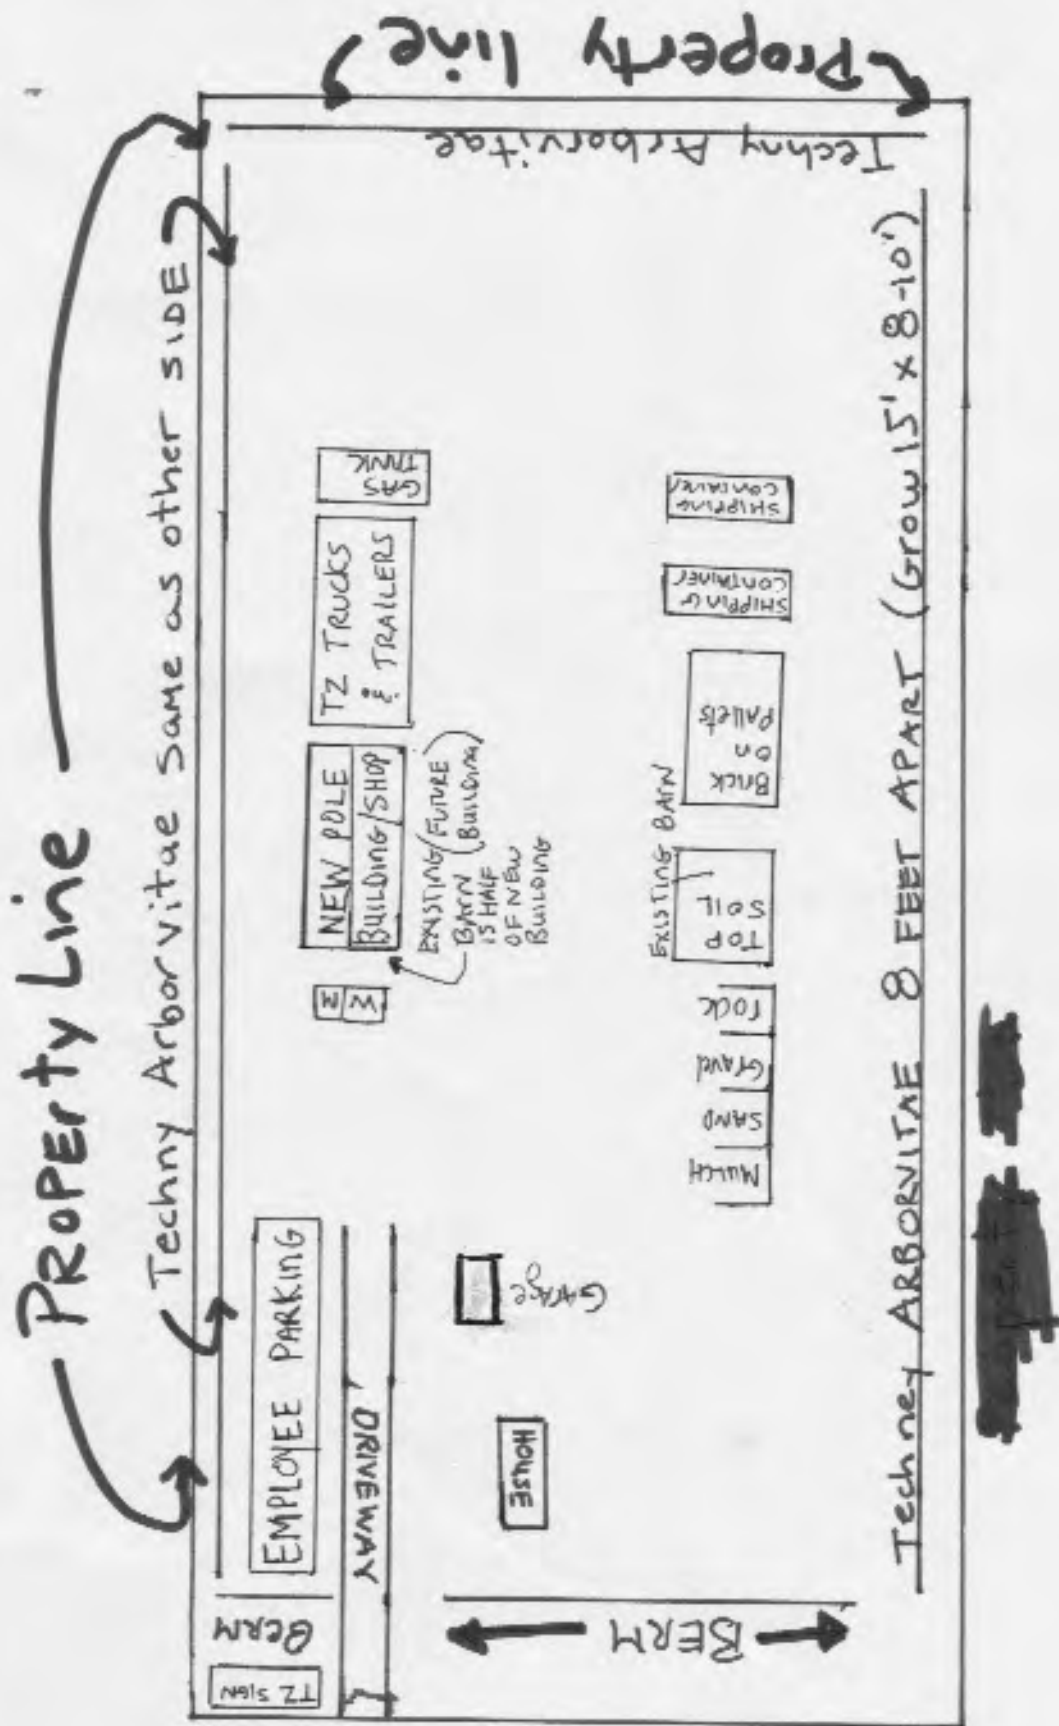 Property Line
Property line
Techny Arborvitae same as other SIDE
Techny Arborvitae
GAS
TANK
TZ TRUCKS
& TRAILERS
NEW POLE
BUILDING/SHOP
EXISTING/FUTURE
BARN (Building)
IS HALF
OF NEW
BUILDING
M
W
EMPLOYEE PARKING
DRIVEWAY
BERM
TZ SIGN
SHIPPING
CONTAINER
SHIPPING
CONTAINER
Brick
on
Pallets
EXISTING BARN
TOP
SOIL
rock
Gravel
SAND
MULCH
GARAGE
HOUSE
BERM
Techney ARBORVITAE 8 FEET APART (Grow 15' x 8-10')